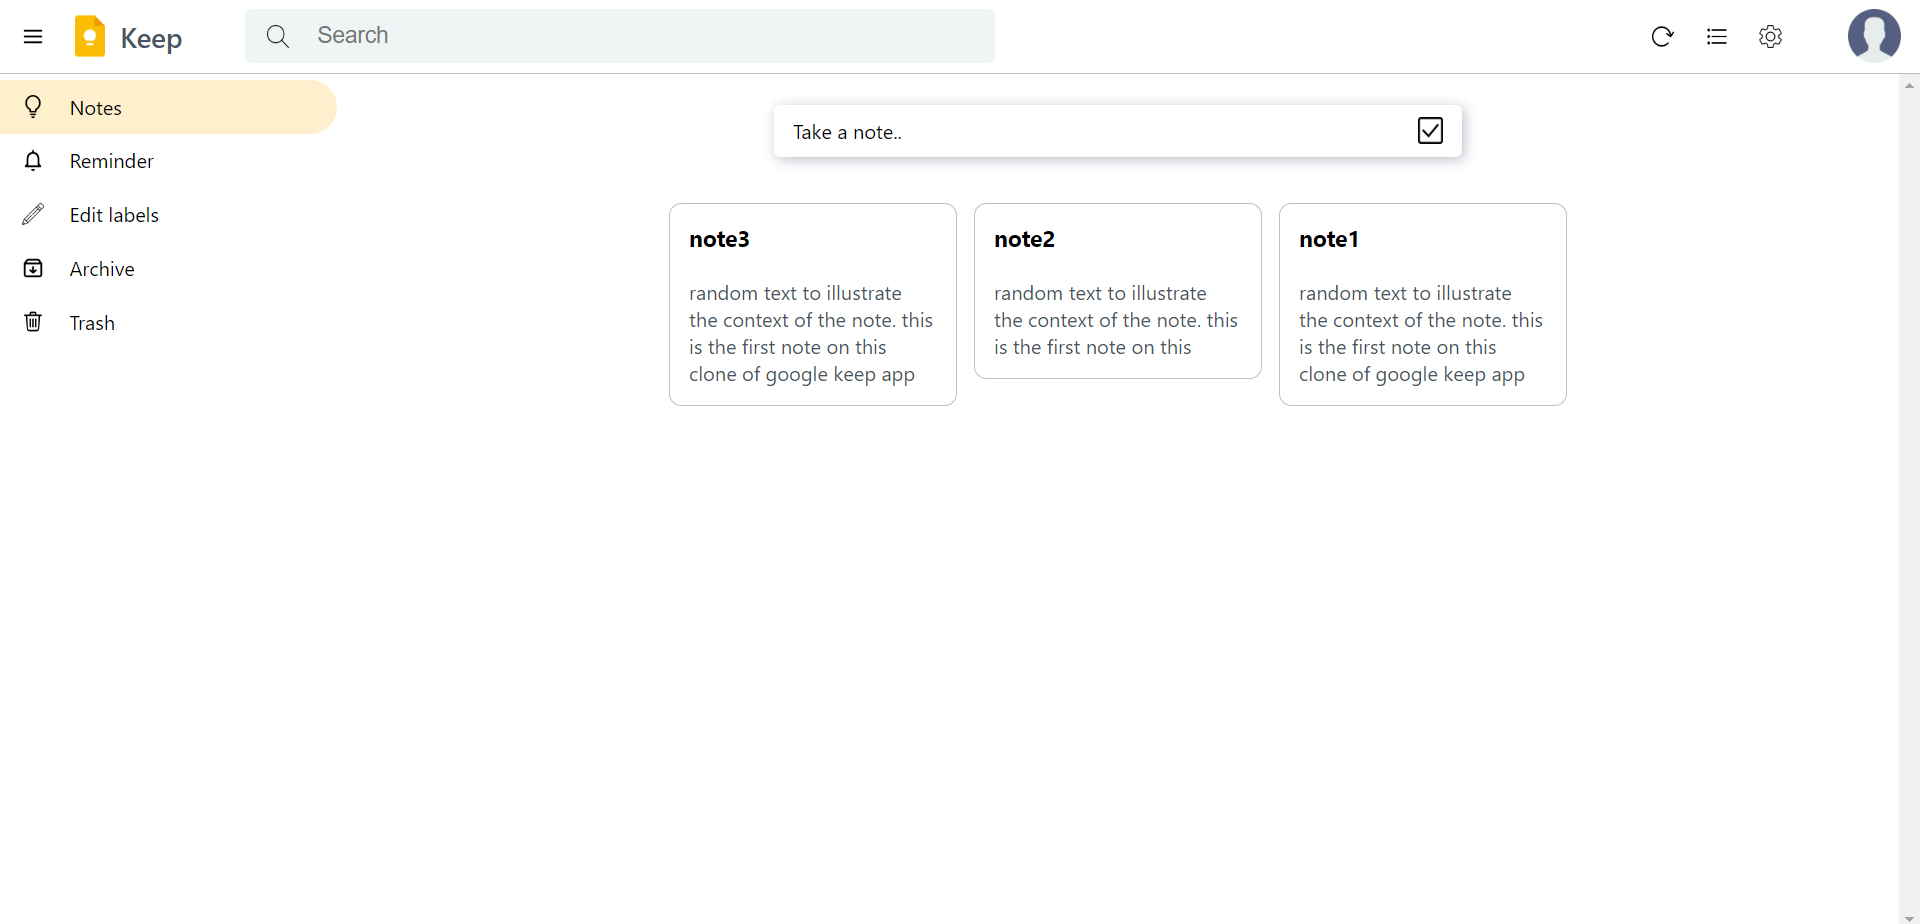 Keep
Search
Notes
Reminder
Edit labels
Archive
Trash
Take a note..
note3
random text to illustrate
the context of the note. this
is the first note on this
clone of google keep app
note2
random text to illustrate
the context of the note. this
is the first note on this
note1
random text to illustrate
the context of the note. this
is the first note on this
clone of google keep app